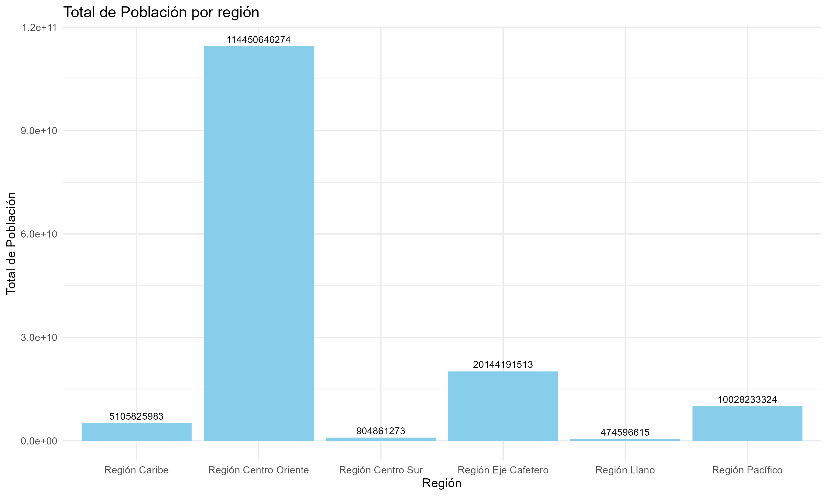 Total de Población por región
Total de Población
1.2e+11
9.0e+10
6.0e+10
3.0e+10
0.0e+00
5105825983
114450646274
904861273
20144191513
474596615
10028233324
Región Caribe
Región Centro Oriente
Región Centro Sur
Región Eje Cafetero
Región Llano
Región Pacífico
Región